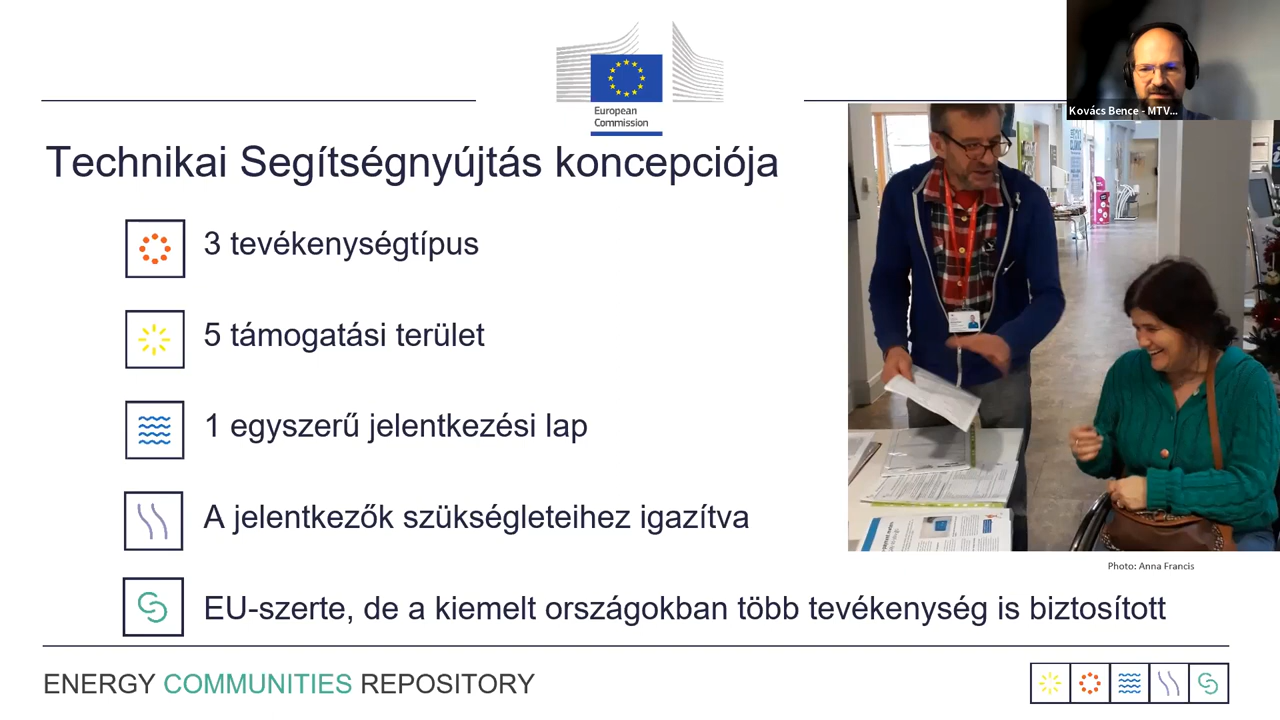 European
Commission
Kovács Bence - MTV...
Technikai Segítségnyújtás koncepciója
3 tevékenységtípus
5 támogatási terület
1 egyszerű jelentkezési lap
A jelentkezők szükségleteihez igazítva
Photo: Anna Francis
EU-szerte, de a kiemelt országokban több tevékenység is biztosított
ENERGY COMMUNITIES REPOSITORY